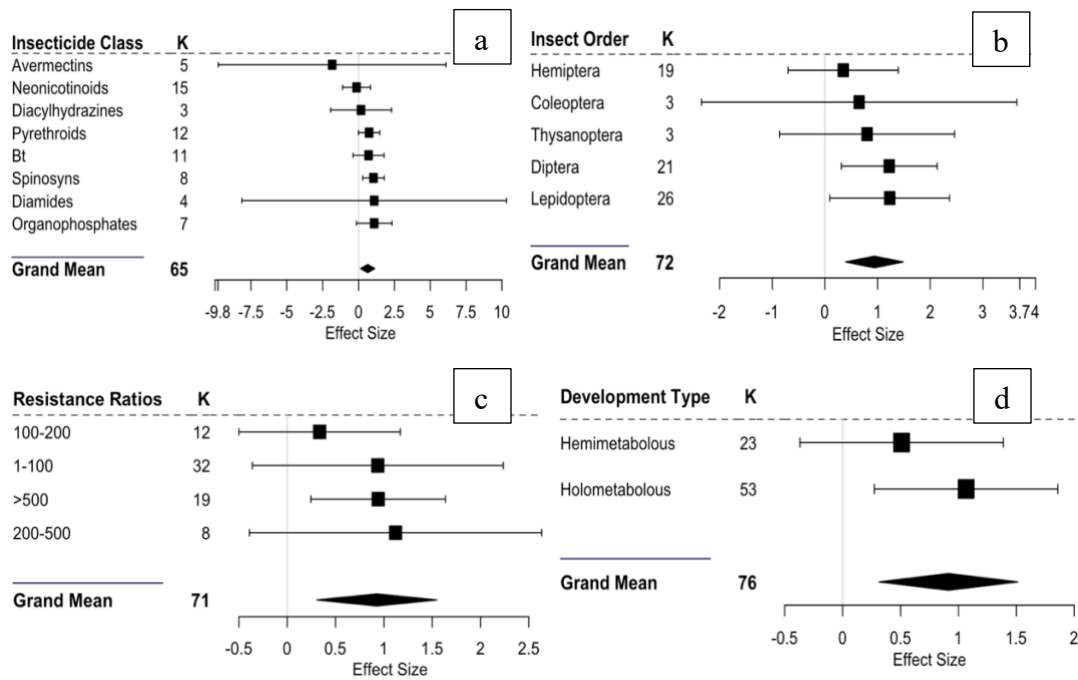 a
Insecticide Class K
Avermectins 5
Neonicotinoids 15
Diacylhydrazines 3
Pyrethroids 12
Bt 11
Spinosyns 8
Diamides 4
Organophosphates 7
Grand Mean 65
-9.8 -7.5 -5 -2.5 0 2.5 5 7.5 10
Effect Size
b
Insect Order K
Hemiptera 19
Coleoptera 3
Thysanoptera 3
Diptera 21
Lepidoptera 26
Grand Mean 72
-2 -1 0 1 2 3 3.74
Effect Size
c
Resistance Ratios K
100-200 12
1-100 32
>500 19
200-500 8
Grand Mean 71
-0.5 0 0.5 1 1.5 2 2.5
Effect Size
d
Development Type K
Hemimetabolous 23
Holometabolous 53
Grand Mean 76
-0.5 0 0.5 1 1.5 2
Effect Size